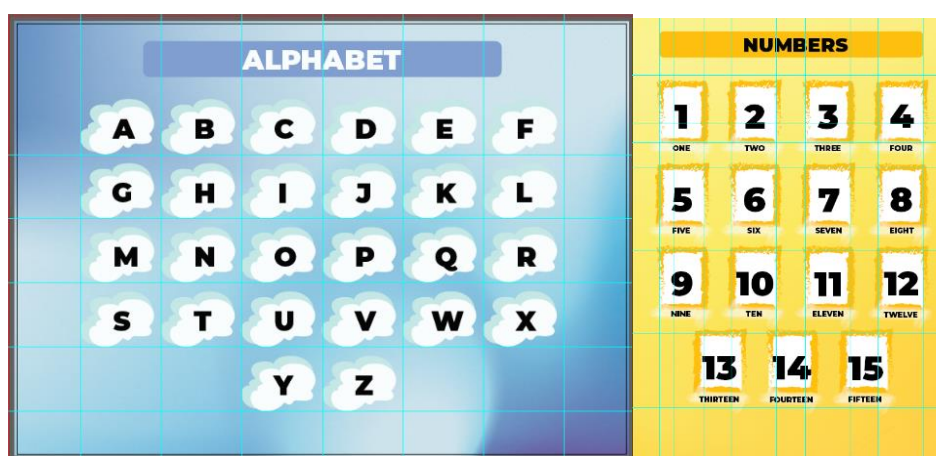 ALPHABET
A B C D E F
G H I J K L
M N O P Q R
S T U V W X
Y Z
NUMBERS
1 2 3 4
ONE TWO THREE FOUR
5 6 7 8
FIVE SIX SEVEN EIGHT
9 10 11 12
NINE TEN ELEVEN TWELVE
13 14 15
THIRTEEN FOURTEEN FIFTEEN